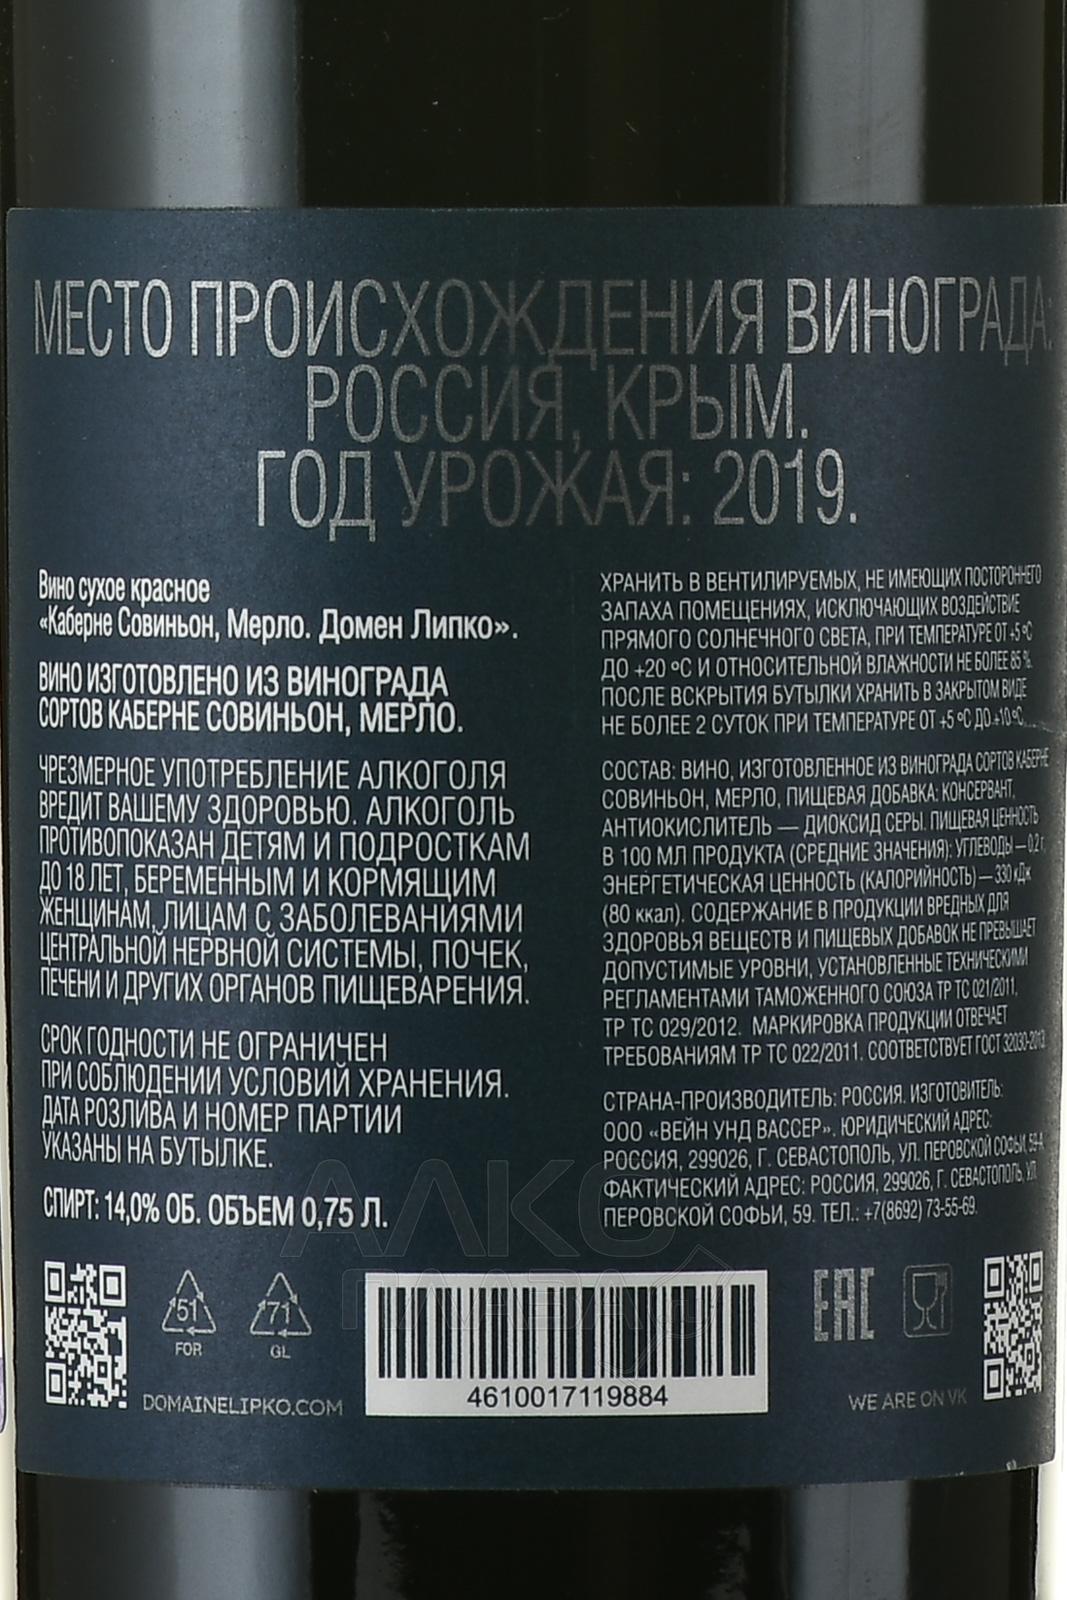 МЕСТО ПРОИСХОЖДЕНИЯ ВИНОГРАДА:
РОССИЯ, КРЫМ.
ГОД УРОЖАЯ: 2019.
Вино сухое красное
«Каберне Совиньон, Мерло. Домен Липко».
ВИНО ИЗГОТОВЛЕНО ИЗ ВИНОГРАДА
СОРТОВ КАБЕРНЕ СОВИНЬОН, МЕРЛО.
ЧРЕЗМЕРНОЕ УПОТРЕБЛЕНИЕ АЛКОГОЛЯ
ВРЕДИТ ВАШЕМУ ЗДОРОВЬЮ. АЛКОГОЛЬ
ПРОТИВОПОКАЗАН ДЕТЯМ И ПОДРОСТКАМ
ДО 18 ЛЕТ, БЕРЕМЕННЫМ И КОРМЯЩИМ
ЖЕНЩИНАМ, ЛИЦАМ С ЗАБОЛЕВАНИЯМИ
ЦЕНТРАЛЬНОЙ НЕРВНОЙ СИСТЕМЫ, ПОЧЕК,
ПЕЧЕНИ И ДРУГИХ ОРГАНОВ ПИЩЕВАРЕНИЯ.
СРОК ГОДНОСТИ НЕ ОГРАНИЧЕН
ПРИ СОБЛЮДЕНИИ УСЛОВИЙ ХРАНЕНИЯ.
ДАТА РОЗЛИВА И НОМЕР ПАРТИИ
УКАЗАНЫ НА БУТЫЛКЕ.
СПИРТ: 14,0% ОБ. ОБЪЕМ 0,75 Л.
ХРАНИТЬ В ВЕНТИЛИРУЕМЫХ, НЕ ИМЕЮЩИХ ПОСТОРОННЕГО
ЗАПАХА ПОМЕЩЕНИЯХ, ИСКЛЮЧАЮЩИХ ВОЗДЕЙСТВИЕ
ПРЯМОГО СОЛНЕЧНОГО СВЕТА, ПРИ ТЕМПЕРАТУРЕ ОТ +5 ºС
ДО +20 ºС И ОТНОСИТЕЛЬНОЙ ВЛАЖНОСТИ НЕ БОЛЕЕ 85 %.
ПОСЛЕ ВСКРЫТИЯ БУТЫЛКИ ХРАНИТЬ В ЗАКРЫТОМ ВИДЕ
НЕ БОЛЕЕ 2 СУТОК ПРИ ТЕМПЕРАТУРЕ ОТ +5 ºС ДО +10 ºС.
СОСТАВ: ВИНО, ИЗГОТОВЛЕННОЕ ИЗ ВИНОГРАДА СОРТОВ КАБЕРНЕ
СОВИНЬОН, МЕРЛО, ПИЩЕВАЯ ДОБАВКА: КОНСЕРВАНТ,
АНТИОКИСЛИТЕЛЬ — ДИОКСИД СЕРЫ. ПИЩЕВАЯ ЦЕННОСТЬ
В 100 МЛ ПРОДУКТА (СРЕДНИЕ ЗНАЧЕНИЯ): УГЛЕВОДЫ — 0,2 г,
ЭНЕРГЕТИЧЕСКАЯ ЦЕННОСТЬ (КАЛОРИЙНОСТЬ) — 330 кДж
(80 ккал). СОДЕРЖАНИЕ В ПРОДУКЦИИ ВРЕДНЫХ ДЛЯ
ЗДОРОВЬЯ ВЕЩЕСТВ И ПИЩЕВЫХ ДОБАВОК НЕ ПРЕВЫШАЕТ
ДОПУСТИМЫЕ УРОВНИ, УСТАНОВЛЕННЫЕ ТЕХНИЧЕСКИМИ
РЕГЛАМЕНТАМИ ТАМОЖЕННОГО СОЮЗА ТР ТС 021/2011,
ТР ТС 029/2012. МАРКИРОВКА ПРОДУКЦИИ ОТВЕЧАЕТ
ТРЕБОВАНИЯМ ТР ТС 022/2011. СООТВЕТСТВУЕТ ГОСТ 32030-2013.
СТРАНА-ПРОИЗВОДИТЕЛЬ: РОССИЯ. ИЗГОТОВИТЕЛЬ:
ООО «ВЕЙН УНД ВАССЕР». ЮРИДИЧЕСКИЙ АДРЕС:
РОССИЯ, 299026, Г. СЕВАСТОПОЛЬ, УЛ. ПЕРОВСКОЙ СОФЬИ, 59-А
ФАКТИЧЕСКИЙ АДРЕС: РОССИЯ, 299026, Г. СЕВАСТОПОЛЬ, УЛ.
ПЕРОВСКОЙ СОФЬИ, 59. ТЕЛ.: +7(8692) 73-55-69.
51
FOR
71
GL
DOMAINELIPKO.COM
4610017119884
EAC
WE ARE ON VK
АЛКО
ПЛАЗА